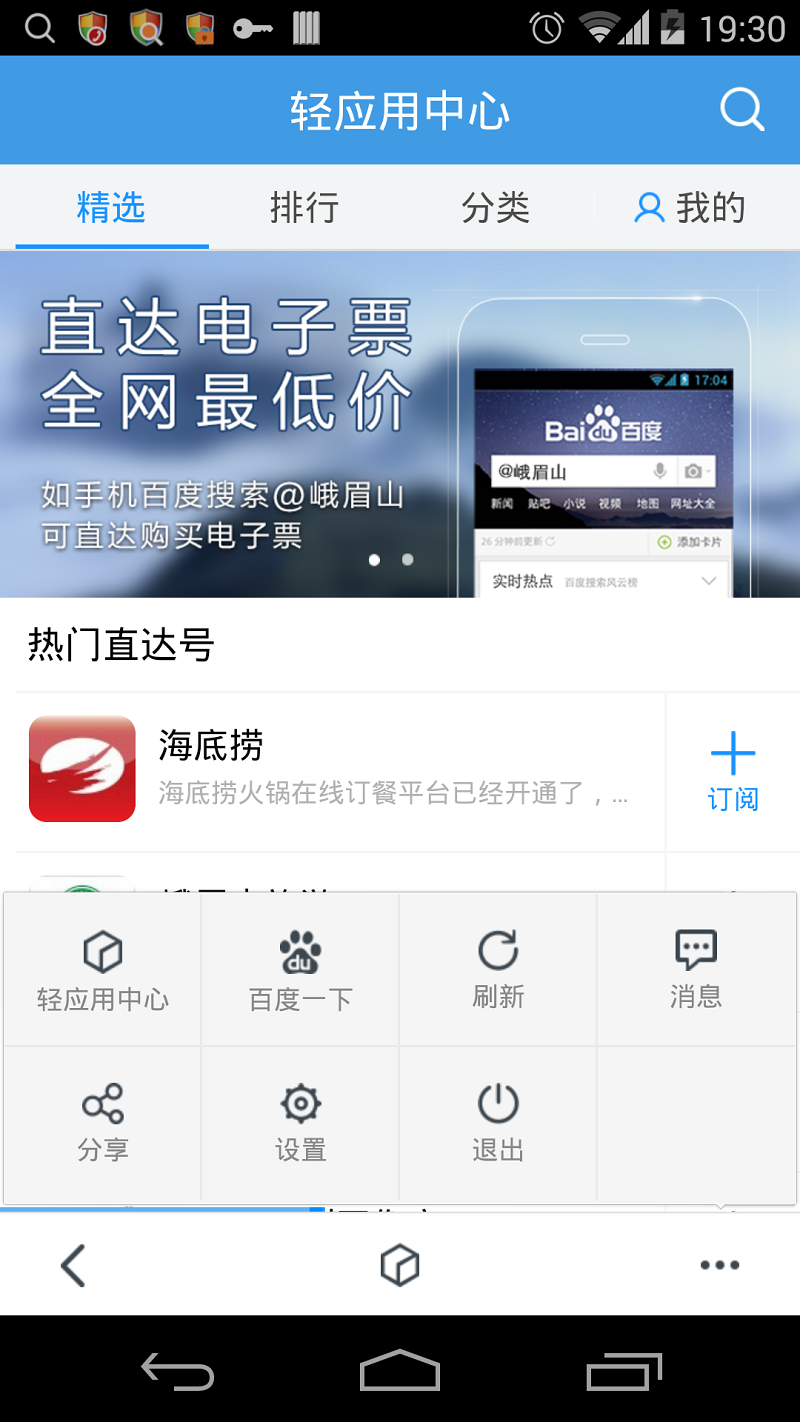 19:30
轻应用中心
精选
排行
分类
我的
直达电子票
全网最低价
如手机百度搜索@峨眉山
可直达购买电子票
17:04
Baidu百度
@峨眉山
新闻 贴吧 小说 视频 地图 网址大全
26分钟前更新
添加卡片
实时热点 百度搜索风云榜
热门直达号
海底捞
海底捞火锅在线订餐平台已经开通了，...
订阅
轻应用中心
百度一下
刷新
消息
分享
设置
退出